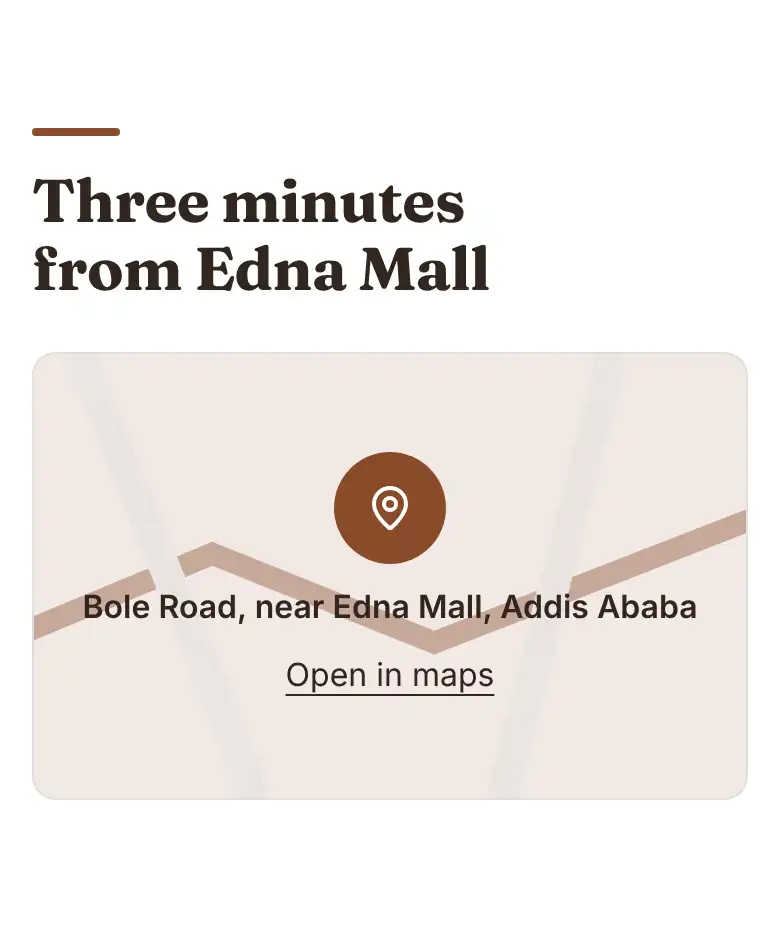 Three minutes
from Edna Mall
Bole Road, near Edna Mall, Addis Ababa
Open in maps